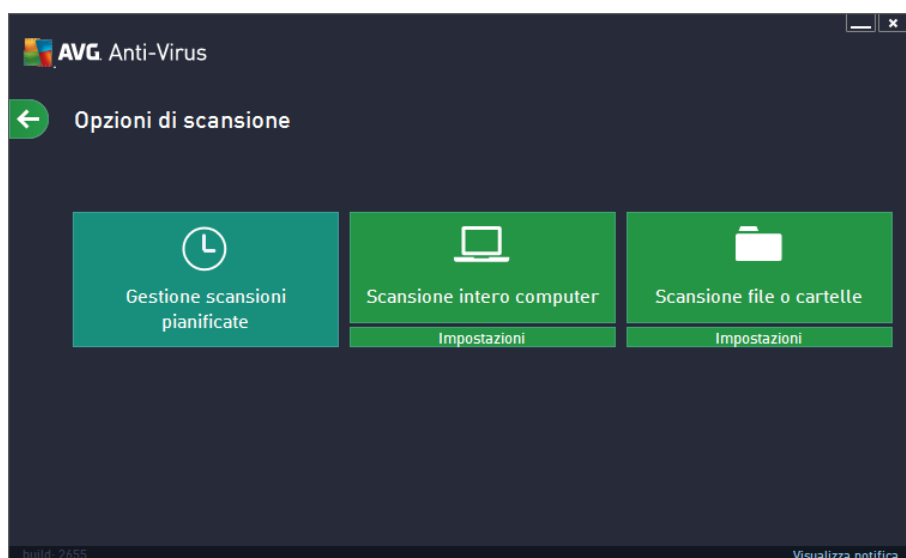 AVG. Anti-Virus
Opzioni di scansione
Gestione scansioni
pianificate
Scansione intero computer
Impostazioni
Scansione file o cartelle
Impostazioni
build: 2655
Visualizza notifica